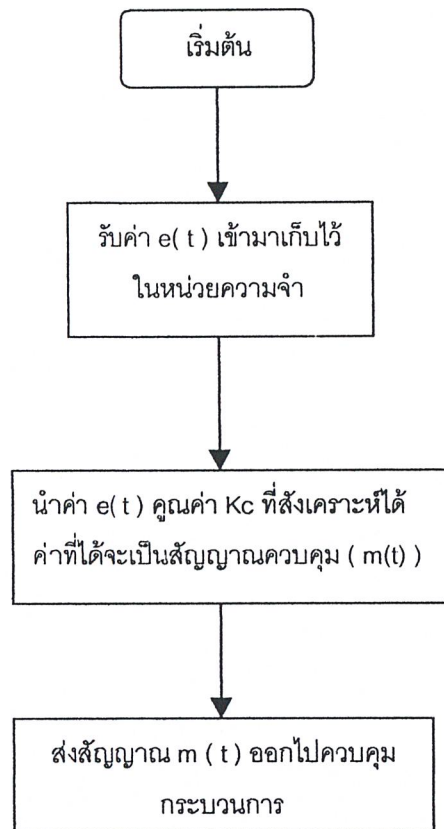 เริ่มต้น
รับค่า e( t ) เข้ามาเก็บไว้
ในหน่วยความจำ
นำค่า e( t ) คูณค่า Kc ที่สังเคราะห์ได้
ค่าที่ได้จะเป็นสัญญาณควบคุม ( m(t) )
ส่งสัญญาณ m ( t ) ออกไปควบคุม
กระบวนการ